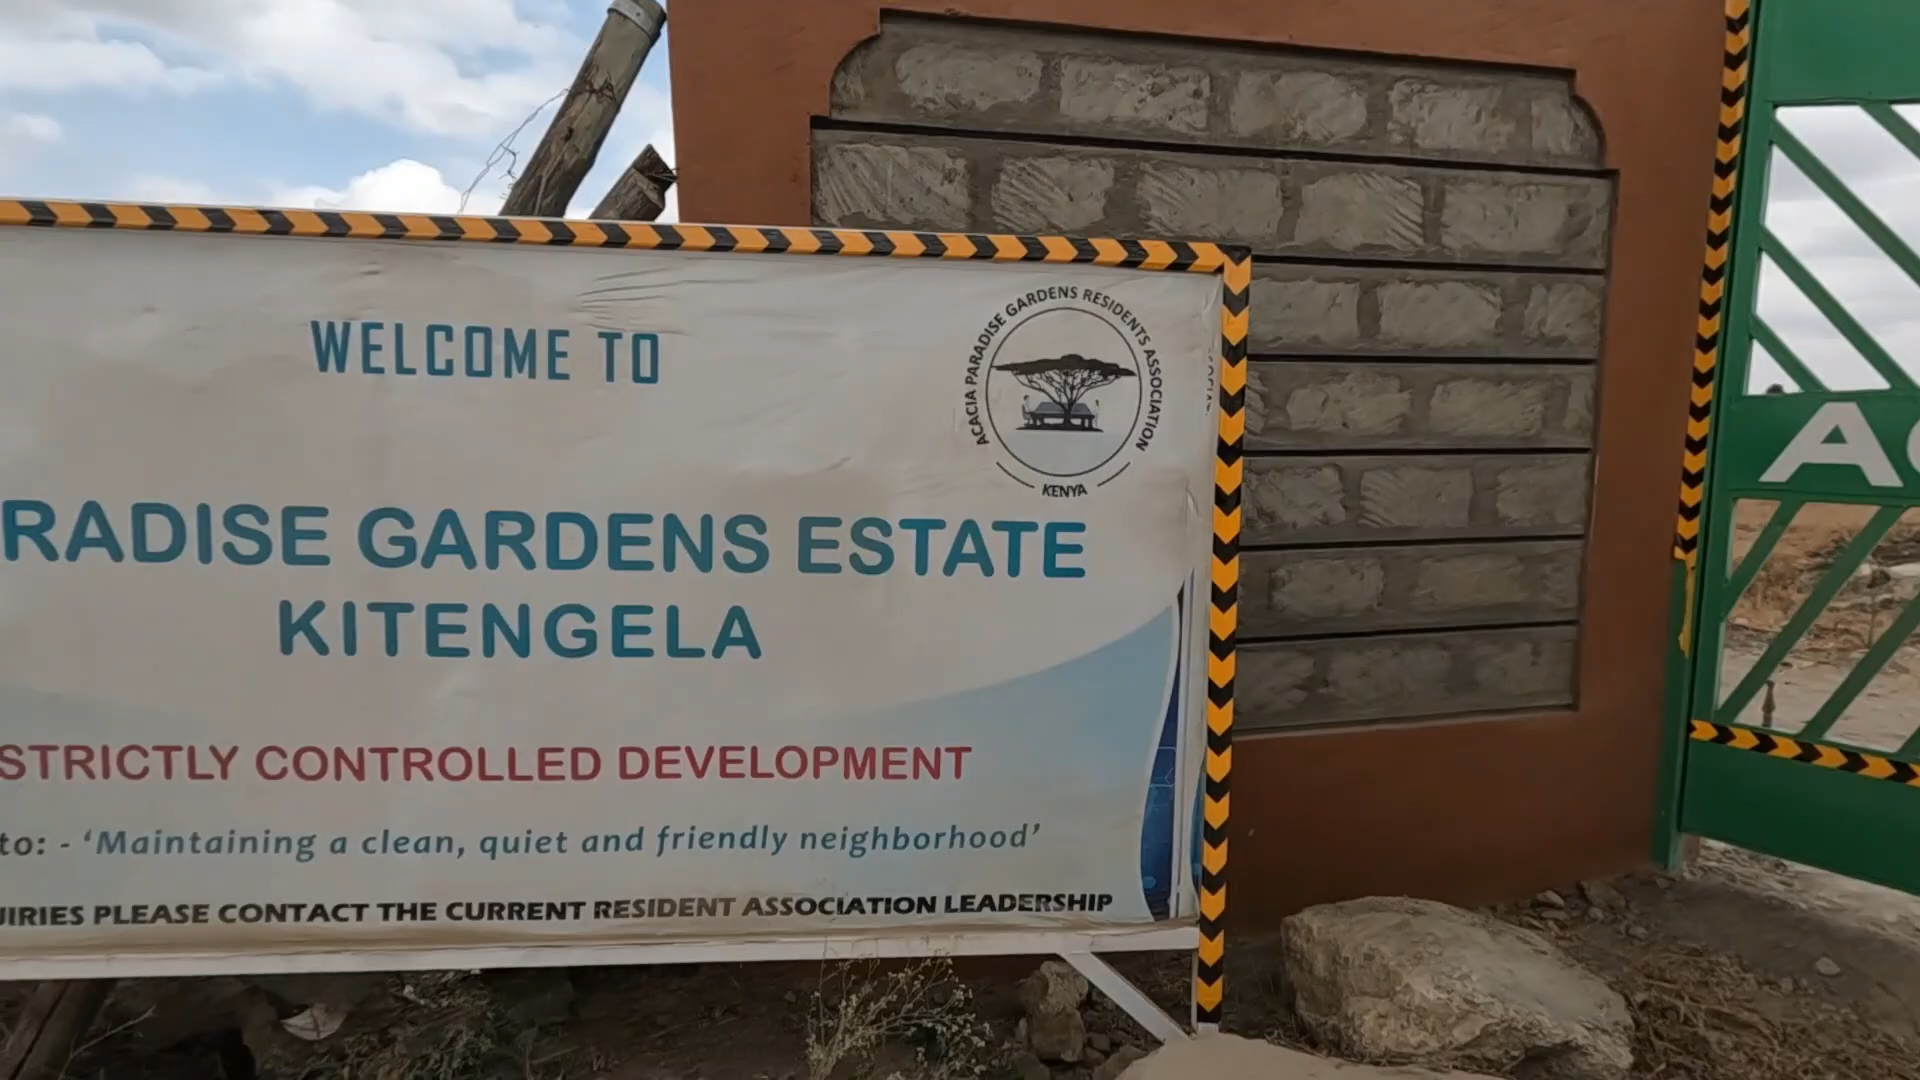 WELCOME TO
ACACIA PARADISE GARDENS RESIDENTS ASSOCIATION
KENYA
RADISE GARDENS ESTATE
KITENGELA
STRICTLY CONTROLLED DEVELOPMENT
to: - ‘Maintaining a clean, quiet and friendly neighborhood’
UIRIES PLEASE CONTACT THE CURRENT RESIDENT ASSOCIATION LEADERSHIP
AC